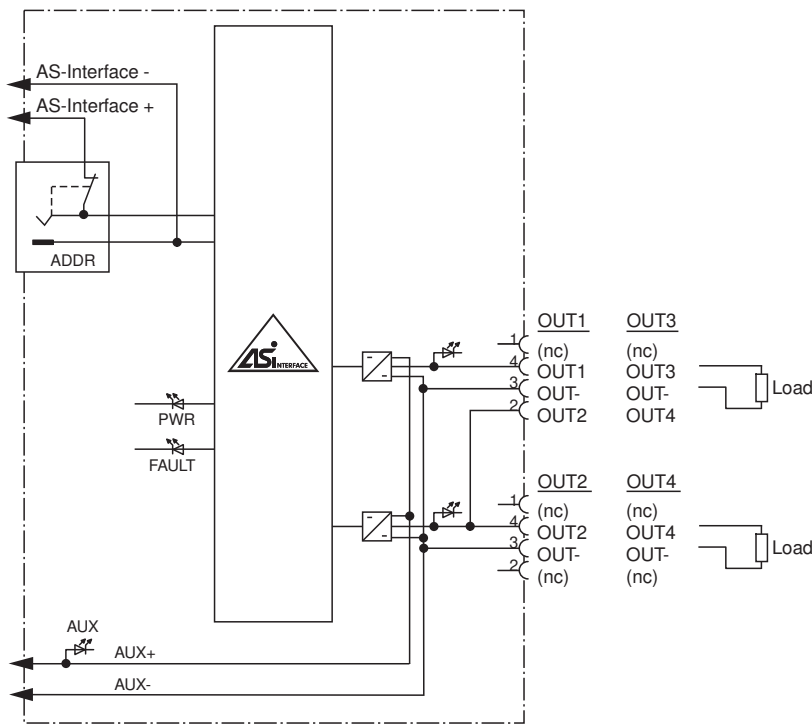 AS-Interface -
AS-Interface +
ADDR
ASi INTERFACE
PWR
FAULT
1 OUT1 OUT3
(nc) (nc)
4 OUT1 OUT3
3 OUT- OUT-
2 OUT2 OUT4
Load
1 OUT2 OUT4
(nc) (nc)
4 OUT2 OUT4
3 OUT- OUT-
2 (nc) (nc)
Load
AUX
AUX+
AUX-